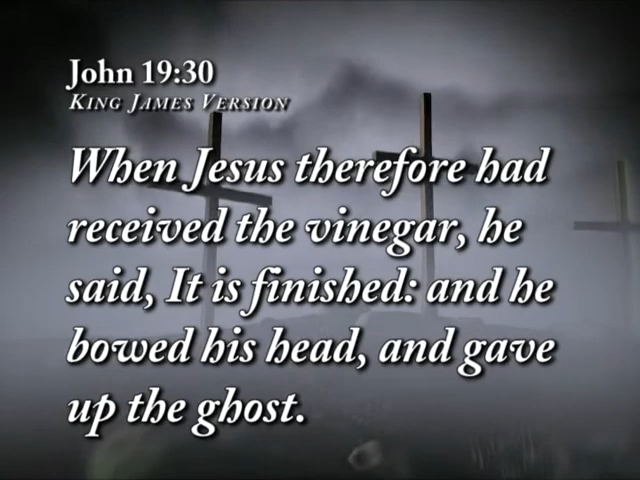 John 19:30
King James Version
When Jesus therefore had
received the vinegar, he
said, It is finished: and he
bowed his head, and gave
up the ghost.